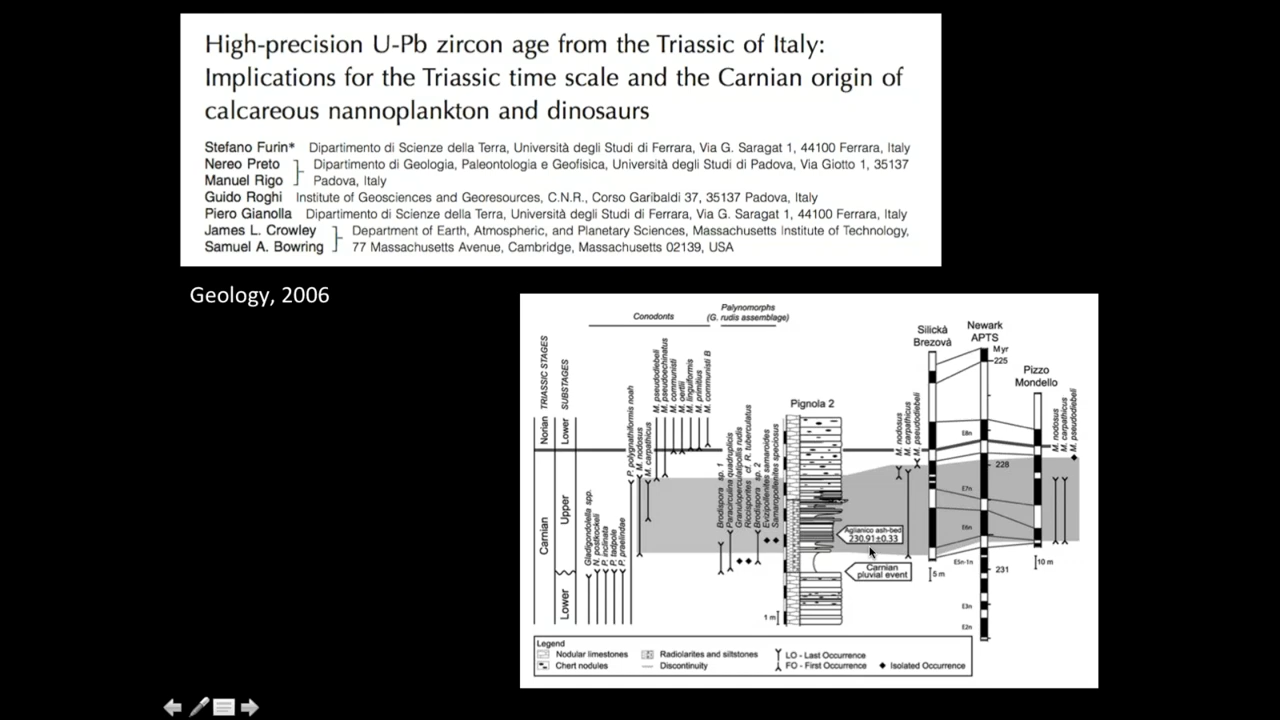 High-precision U-Pb zircon age from the Triassic of Italy:
Implications for the Triassic time scale and the Carnian origin of
calcareous nannoplankton and dinosaurs
Stefano Furin* Dipartimento di Scienze della Terra, Università degli Studi di Ferrara, Via G. Saragat 1, 44100 Ferrara, Italy
Nereo Preto
Manuel Rigo
Dipartimento di Geologia, Paleontologia e Geofisica, Università degli Studi di Padova, Via Giotto 1, 35137
Padova, Italy
Guido Roghi Institute of Geosciences and Georesources, C.N.R., Corso Garibaldi 37, 35137 Padova, Italy
Piero Gianolla Dipartimento di Scienze della Terra, Università degli Studi di Ferrara, Via G. Saragat 1, 44100 Ferrara, Italy
James L. Crowley
Samuel A. Bowring
Department of Earth, Atmospheric, and Planetary Sciences, Massachusetts Institute of Technology,
77 Massachusetts Avenue, Cambridge, Massachusetts 02139, USA
Geology, 2006
Conodonts
Palynomorphs
(G. rudis assemblage)
TRIASSIC STAGES
SUBSTAGES
Norian
Lower
Carnian
Upper
Lower
Gladigondolella spp.
N. postkockeli
P. inclinata
P. tadpole
P. praelindae
P. polygnathiformis noah
M. nodosus
M. carpathicus
M. pseudodiebeli
M. pseudoechinatus
M. communisti
M. oertlii
M. linguiformis
M. primitius
M. communisti B
Brodispora sp. 1
Paracirculina quadruplicis
Granuloperculatipollis rudis
Riccisporites cf. R. tuberculatus
Brodispora sp. 2
Enzipollenites samaroides
Samaropollenites speciosus
Pignola 2
1 m
Aglianico ash-bed
230.91±0.33
Carnian
pluvial event
M. nodosus
M. carpathicus
M. pseudodiebeli
Silická
Brezovà
5 m
Newark
APTS
Myr
225
228
231
E8n
E7n
E6n
E5n-1n
E3n
E2n
Pizzo
Mondello
10 m
M. nodosus
M. carpathicus
M. pseudodiebeli
Legend
Nodular limestones
Chert nodules
Radiolarites and siltstones
Discontinuity
LO - Last Occurrence
FO - First Occurrence
Isolated Occurrence